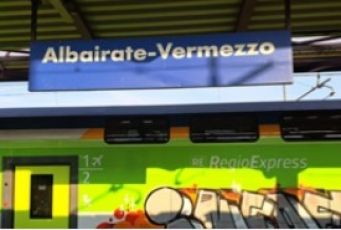 Albairate-Vermezzo
RE RegioExpress
1
2